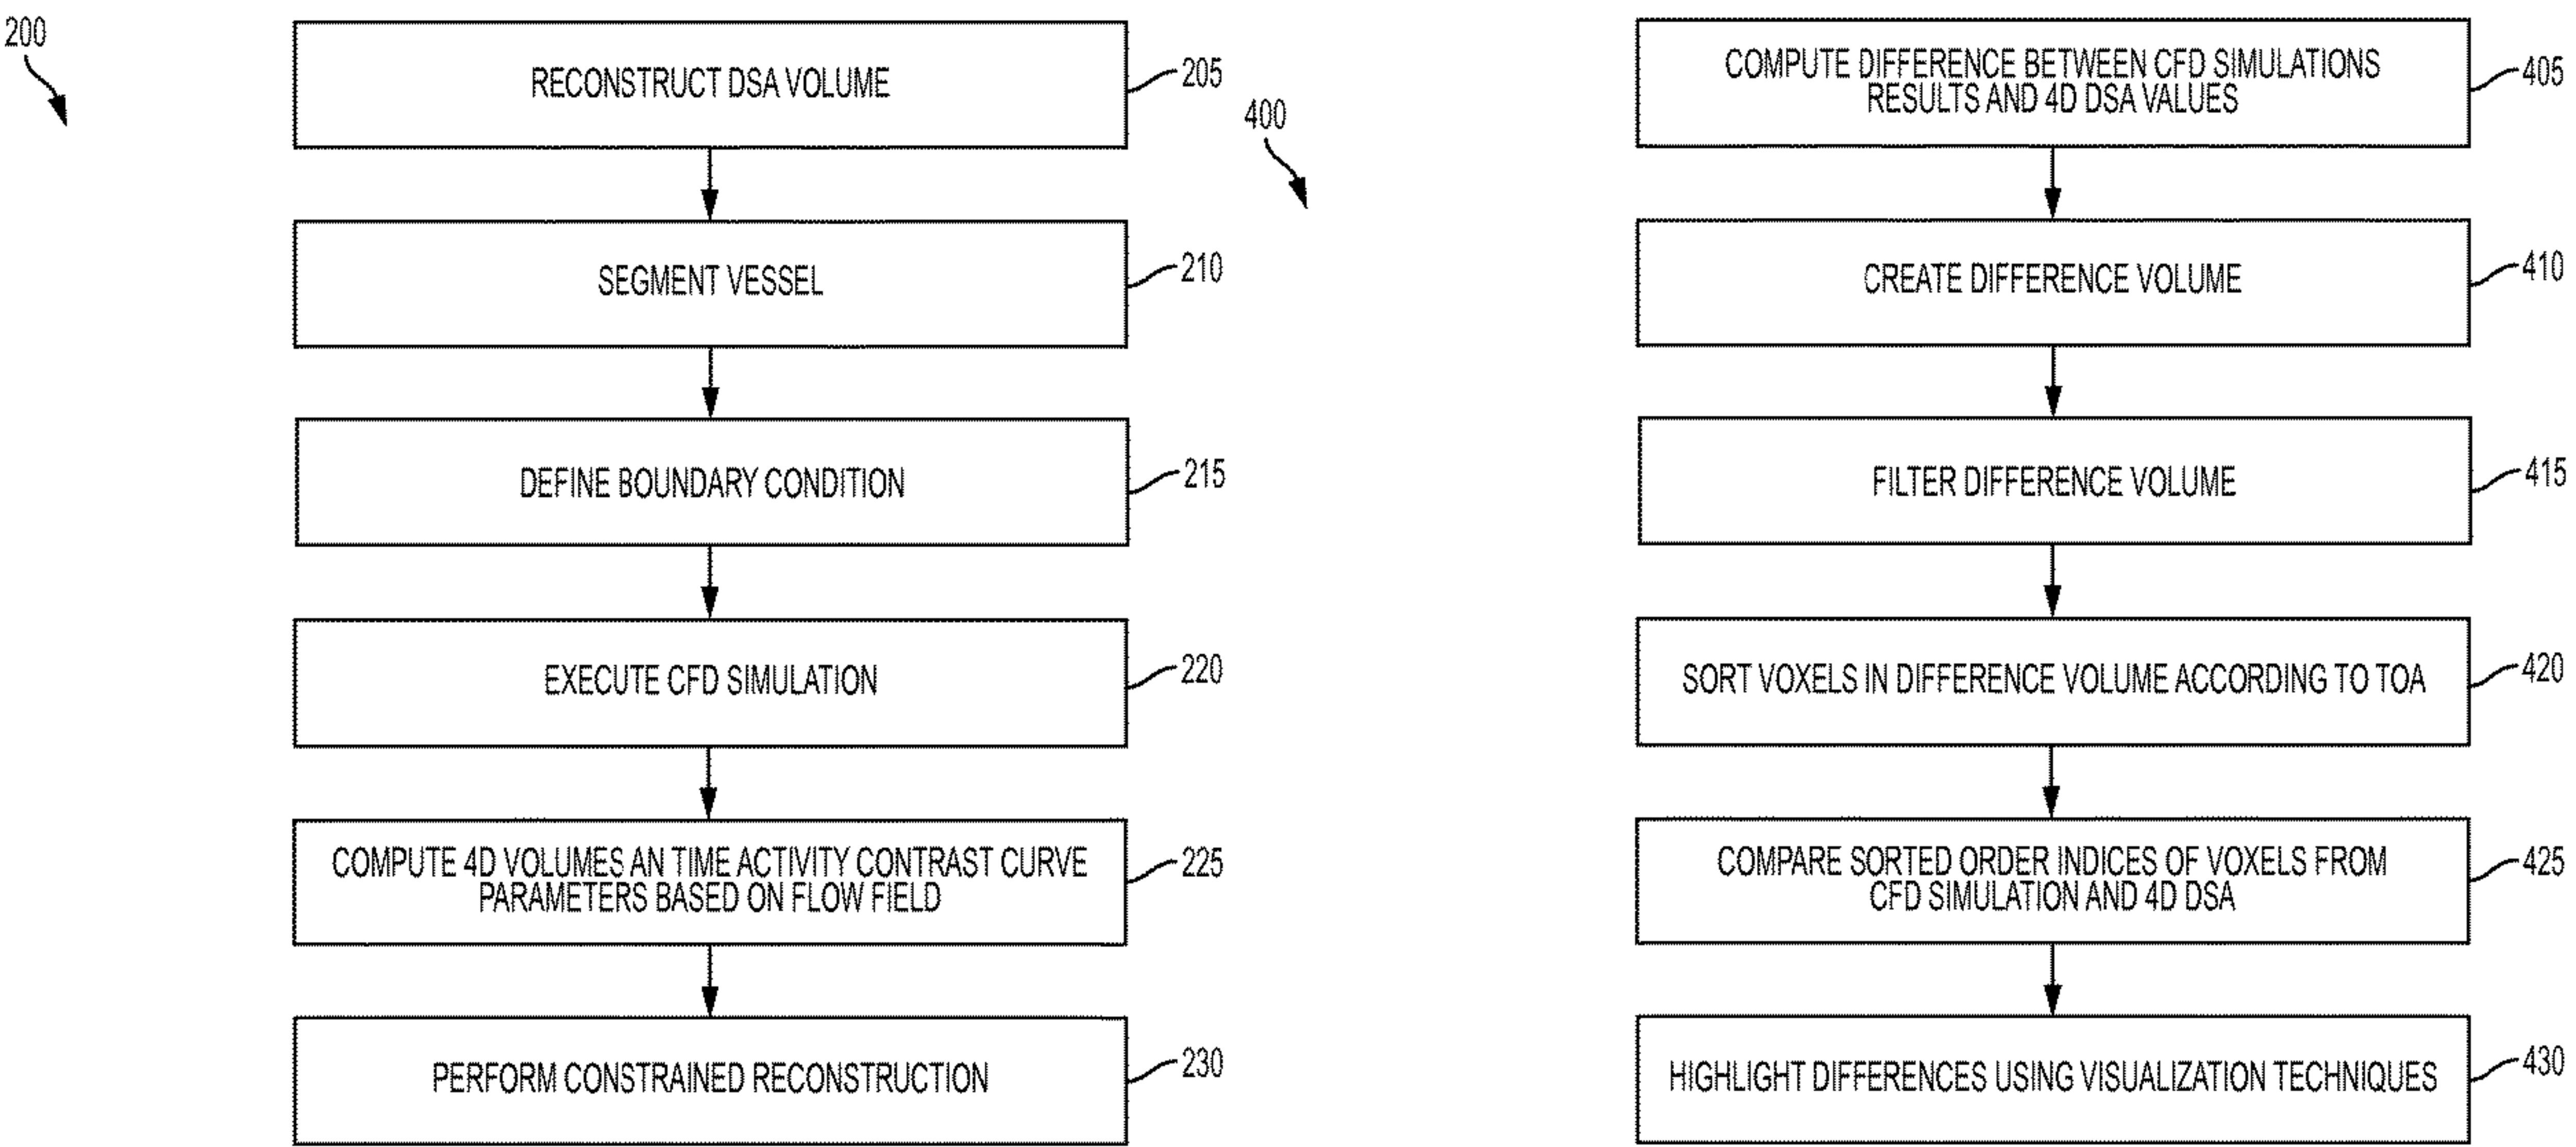 200
RECONSTRUCT DSA VOLUME
205
SEGMENT VESSEL
210
DEFINE BOUNDARY CONDITION
215
EXECUTE CFD SIMULATION
220
COMPUTE 4D VOLUMES AN TIME ACTIVITY CONTRAST CURVE
PARAMETERS BASED ON FLOW FIELD
225
PERFORM CONSTRAINED RECONSTRUCTION
230
400
COMPUTE DIFFERENCE BETWEEN CFD SIMULATIONS
RESULTS AND 4D DSA VALUES
405
CREATE DIFFERENCE VOLUME
410
FILTER DIFFERENCE VOLUME
415
SORT VOXELS IN DIFFERENCE VOLUME ACCORDING TO TOA
420
COMPARE SORTED ORDER INDICES OF VOXELS FROM
CFD SIMULATION AND 4D DSA
425
HIGHLIGHT DIFFERENCES USING VISUALIZATION TECHNIQUES
430